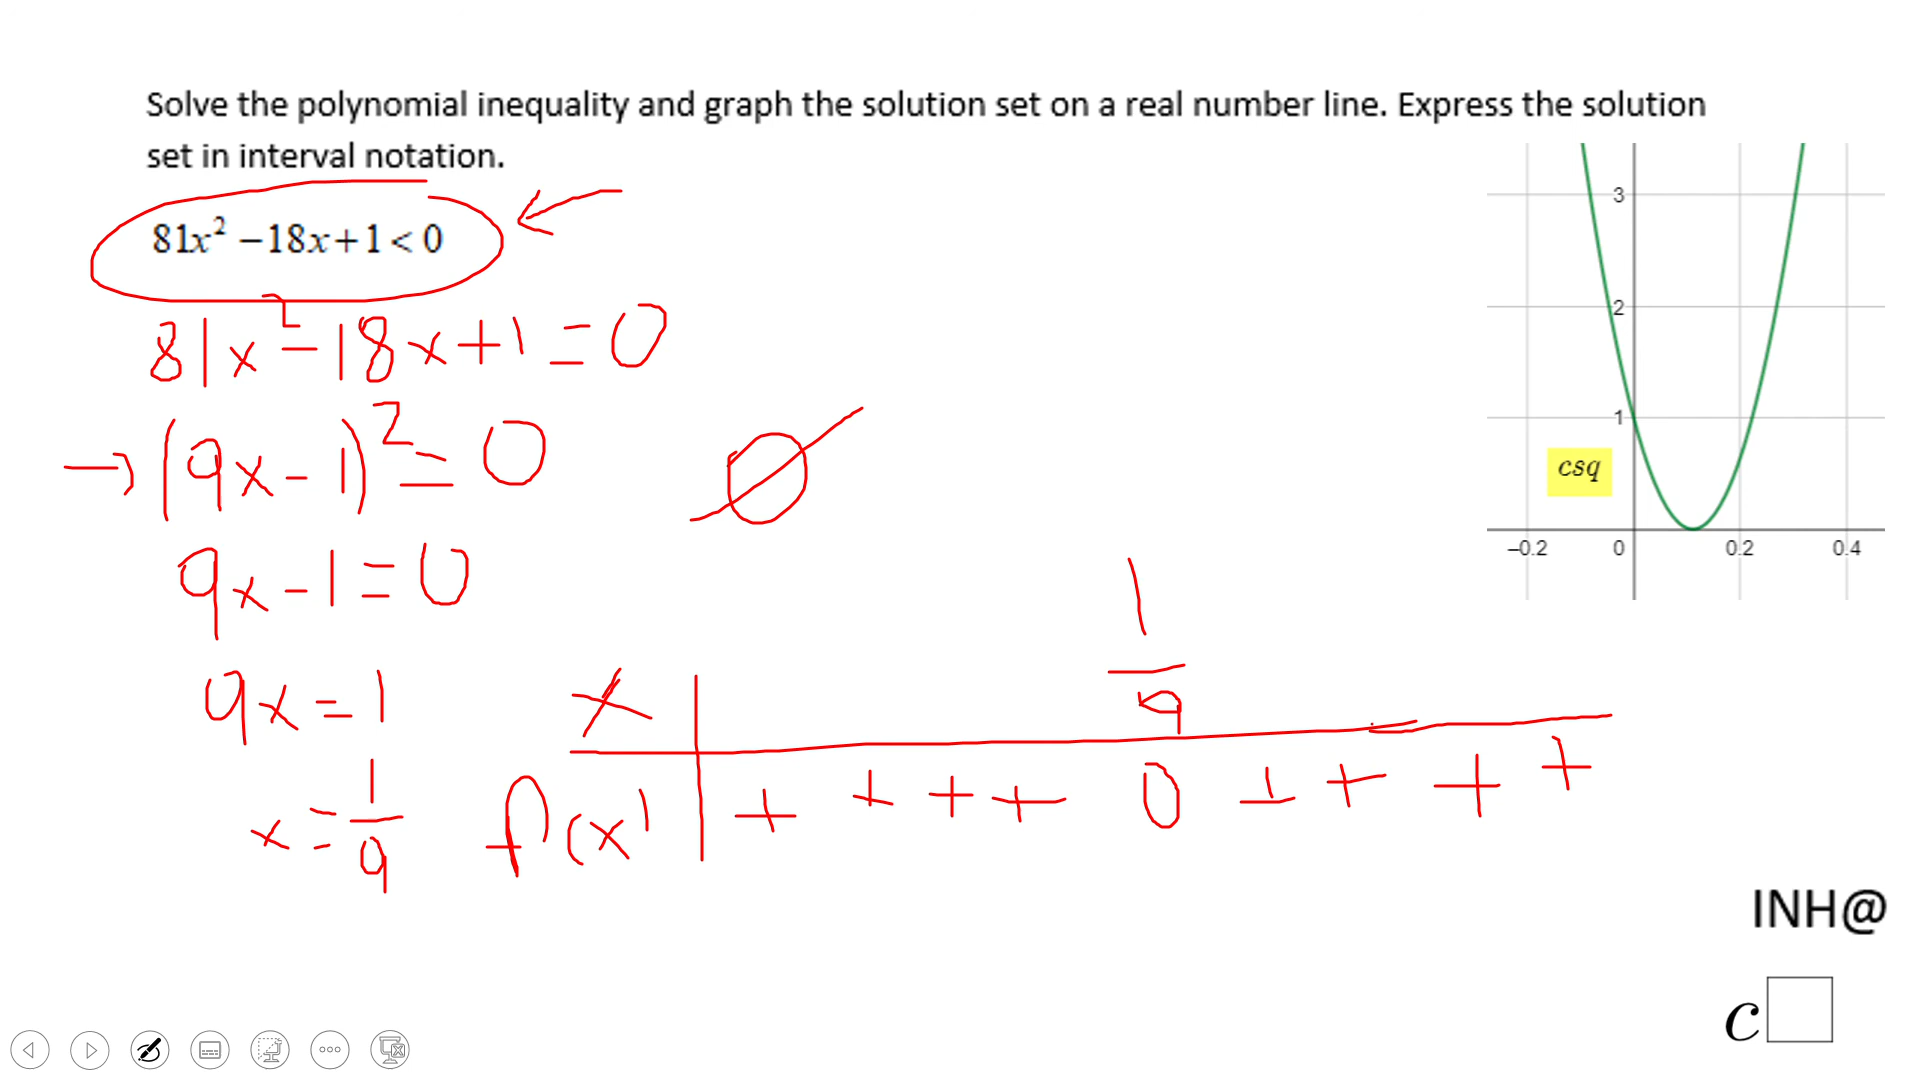 Solve the polynomial inequality and graph the solution set on a real number line. Express the solution
set in interval notation.
81x² −18x+1<0
81x²−18x+1=0
→(9x−1)²=0
∅
9x−1=0
9x=1
x=1/9
x 1/9
f(x) + + + + 0 + + + +
3
2
1
csq
−0.2 0 0.2 0.4
INH@
c□